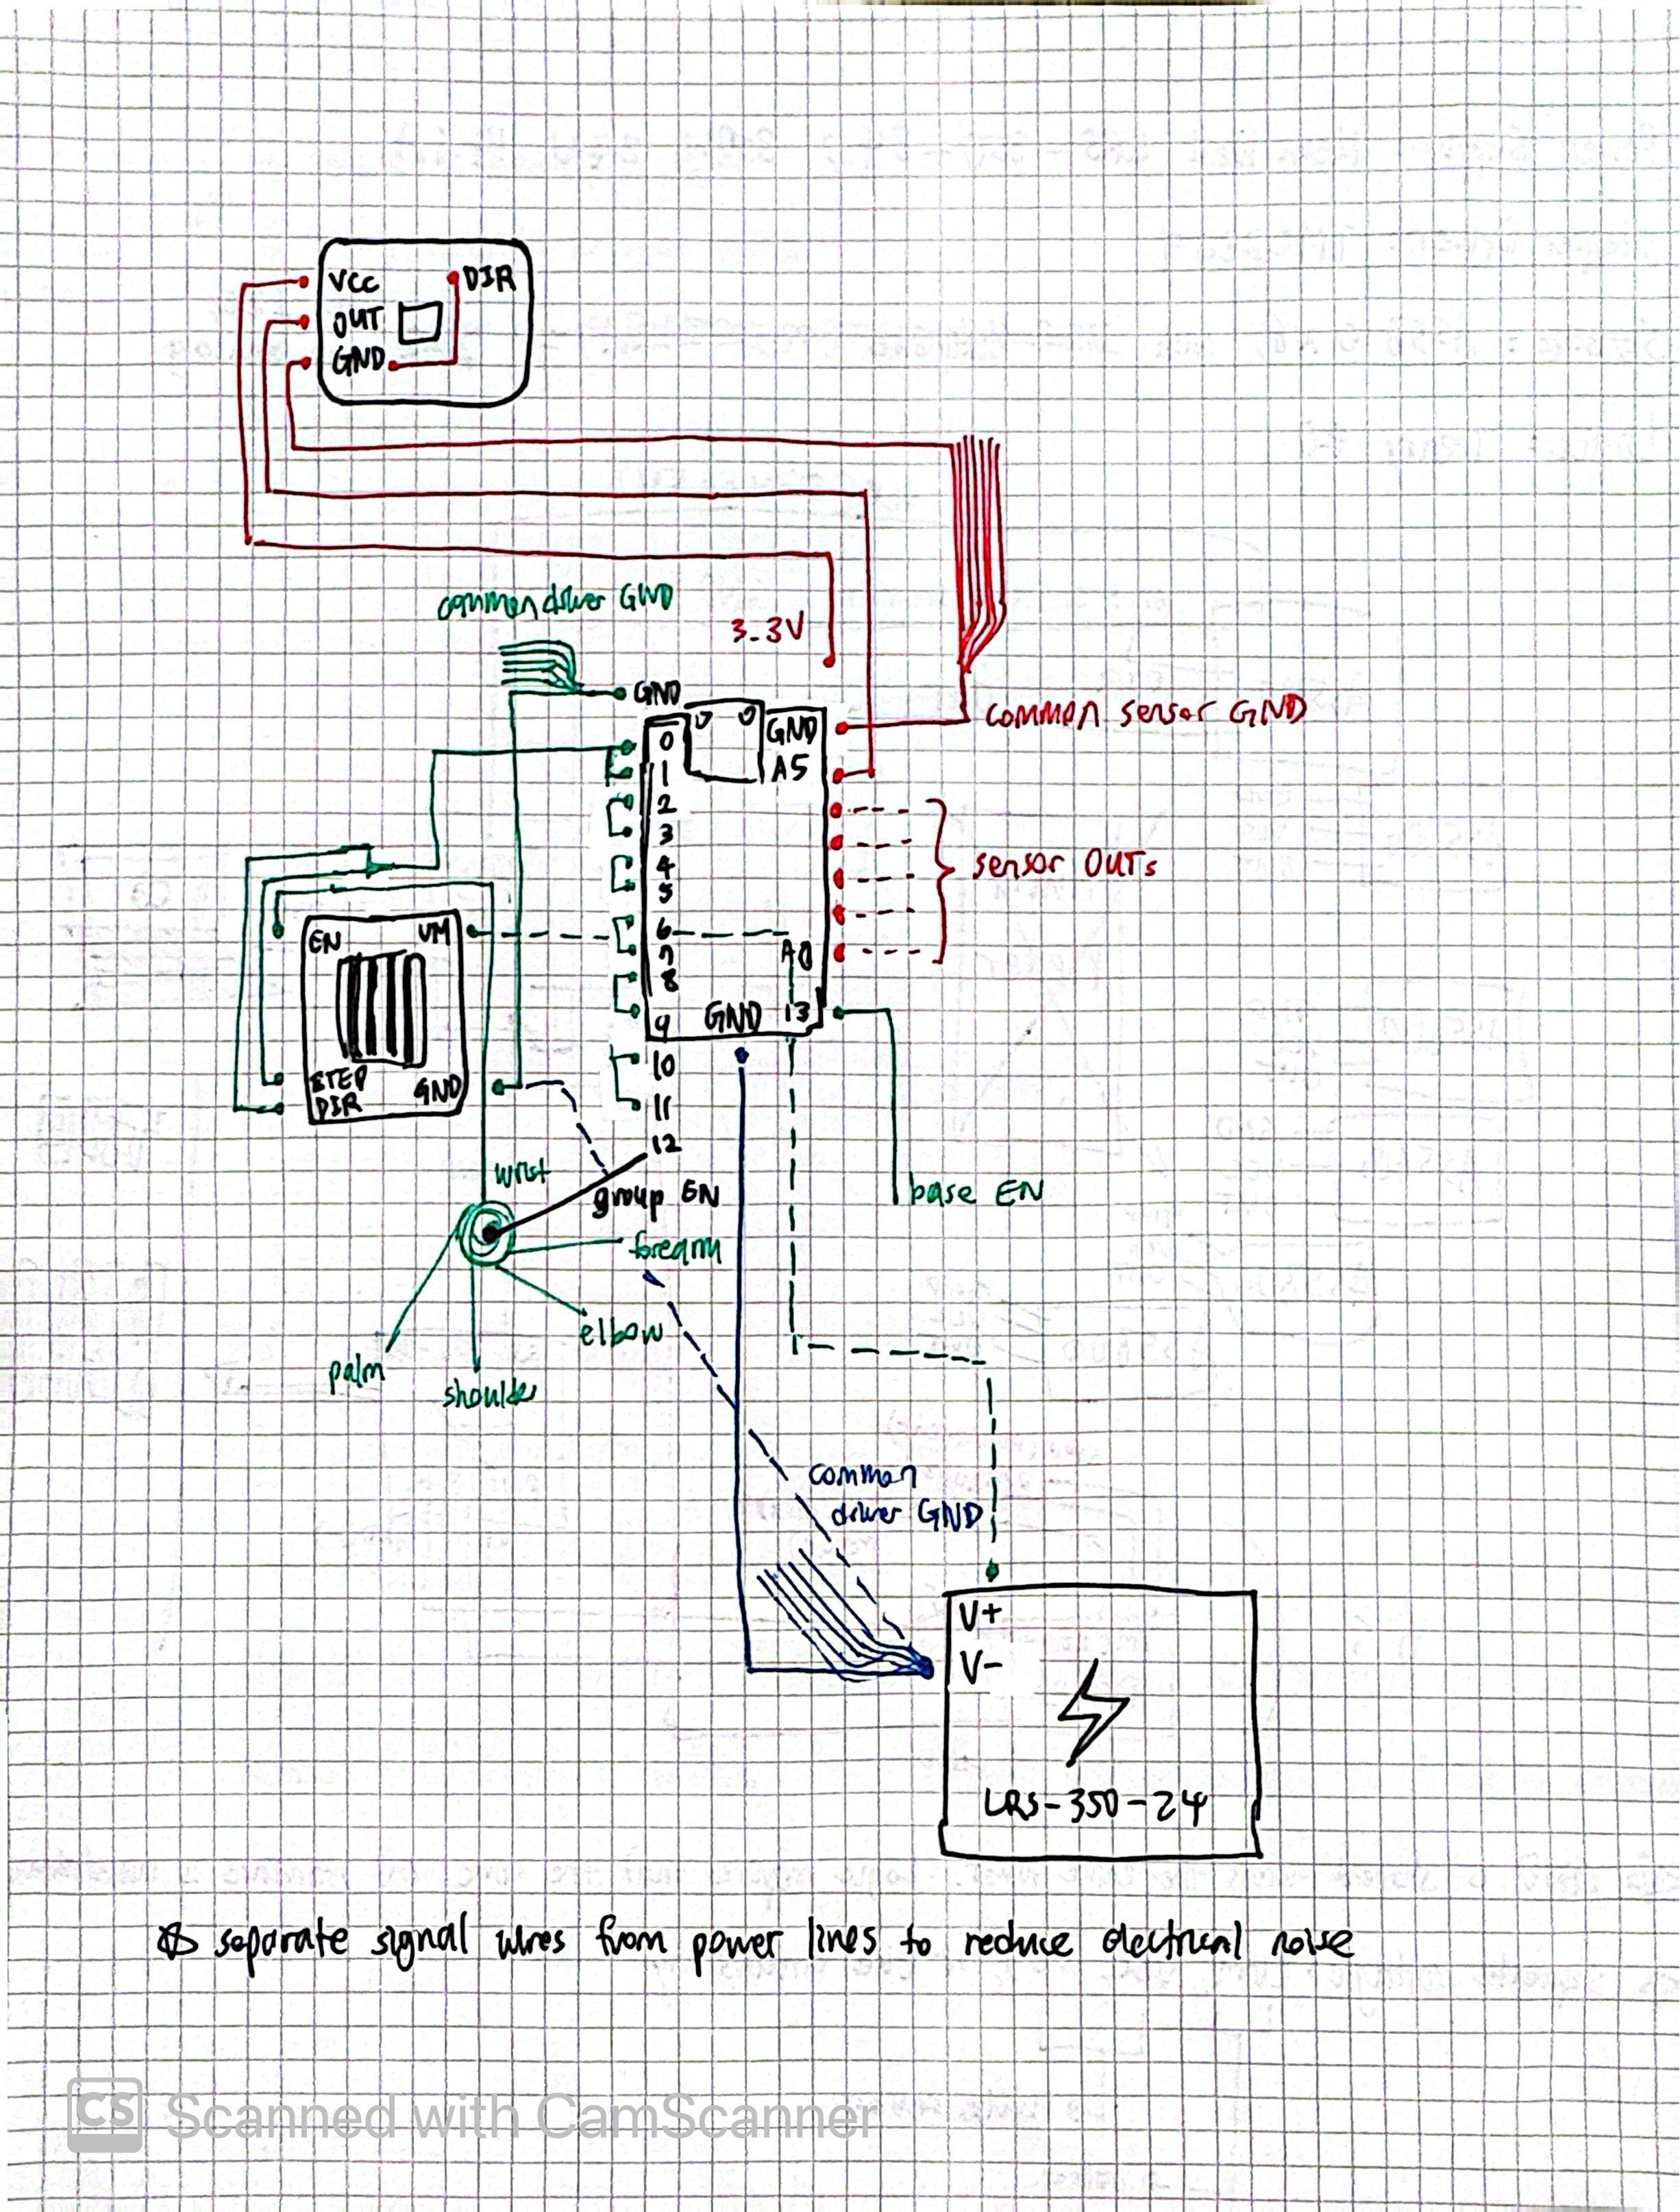 VCC
DIR
OUT
GND
common driver GND
3.3V
GND
GND
common sensor GND
0
1
A5
2
3
4
5
sensor OUTs
6
7
A0
8
9
GND
13
EN
VM
STEP
DIR
GND
10
11
12
wrist
group EN
base EN
forearm
elbow
palm
shoulder
common
driver GND
V+
V-
LRS-350-24
separate signal wires from power lines to reduce electrical noise
CS Scanned with CamScanner